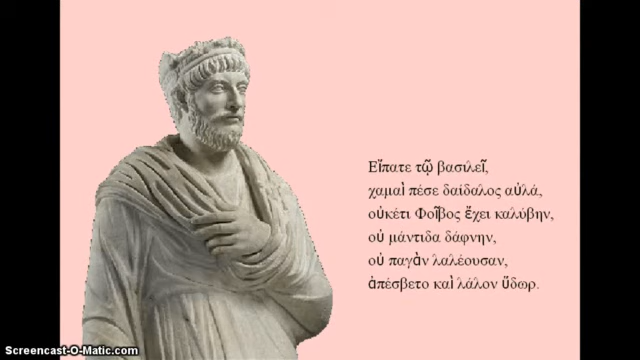 Εἴπατε τῷ βασιλεῖ,
χαμαὶ πέσε δαίδαλος αὐλά,
οὐκέτι Φοῖβος ἔχει καλύβην,
οὐ μάντιδα δάφνην,
οὐ παγὰν λαλέουσαν,
ἀπέσβετο καὶ λάλον ὕδωρ.
Screencast-O-Matic.com